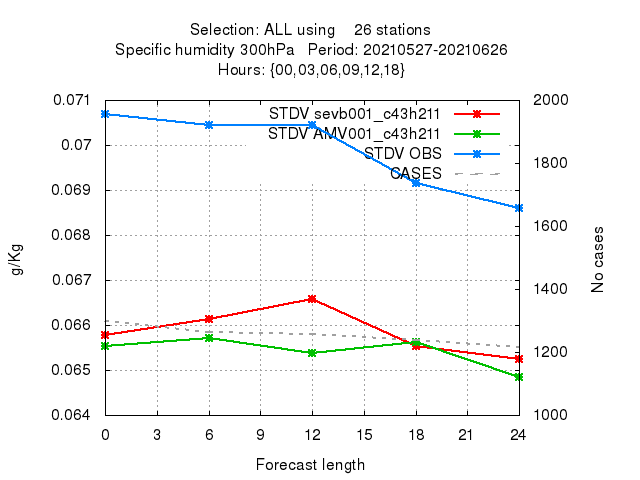 Selection: ALL using    26 stations
Specific humidity 300hPa   Period: 20210527-20210626
Hours: {00,03,06,09,12,18}
STDV sevb001_c43h211
STDV AMV001_c43h211
STDV OBS
CASES
0.071
0.07
0.069
0.068
0.067
0.066
0.065
0.064
g/Kg
2000
1800
1600
1400
1200
1000
No cases
0 3 6 9 12 15 18 21 24
Forecast length